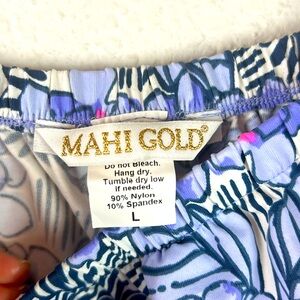 MAHI GOLD®
Do not Bleach.
Hang dry.
Tumble dry low
if needed.
90% Nylon
10% Spandex
L